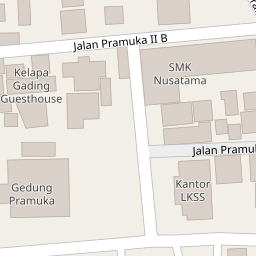 Jalan Pramuka II B
Kelapa
Gading
Guesthouse
SMK
Nusatama
Jalan Pramuk
Gedung
Pramuka
Kantor
LKSS